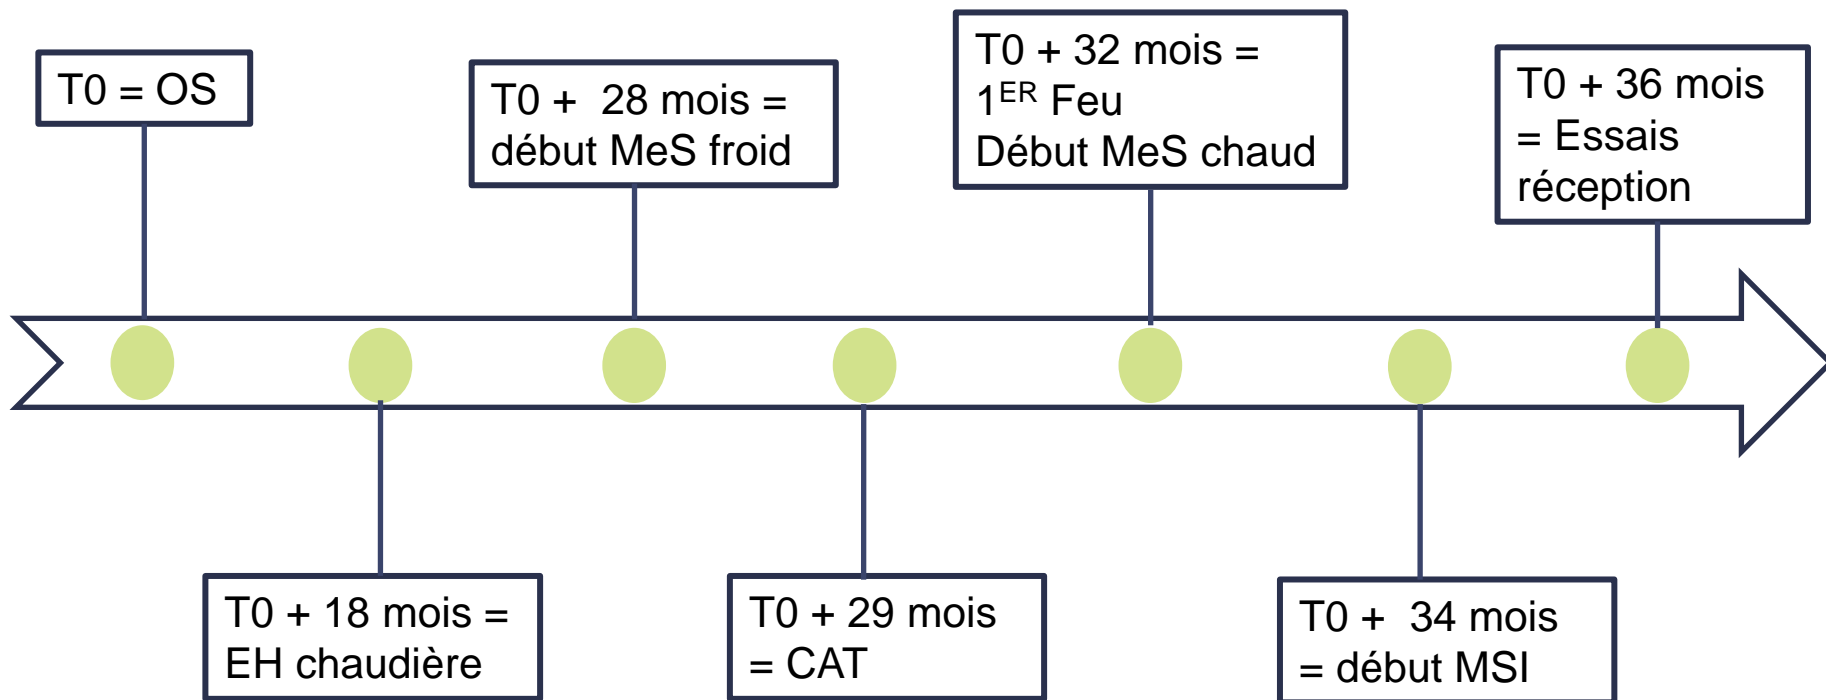 T0 = OS
T0 + 18 mois =
EH chaudière
T0 + 28 mois =
début MeS froid
T0 + 29 mois
= CAT
T0 + 32 mois =
1ER Feu
Début MeS chaud
T0 + 34 mois
= début MSI
T0 + 36 mois
= Essais
réception